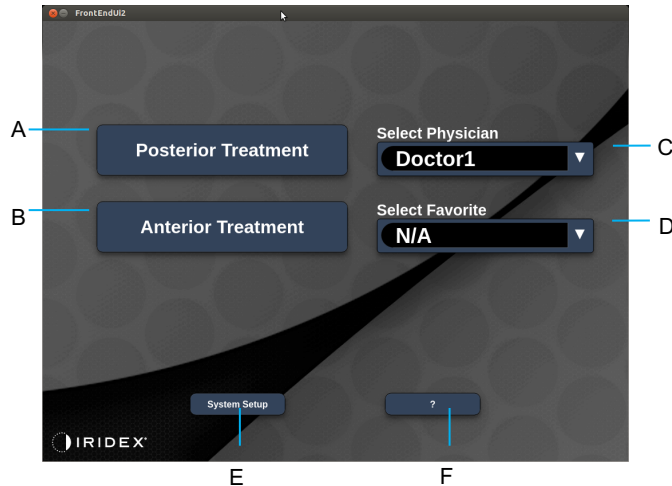 FrontEndUI2
A
Posterior Treatment
Select Physician
Doctor1
C
B
Anterior Treatment
Select Favorite
N/A
D
System Setup
?
IRIDEX
E
F